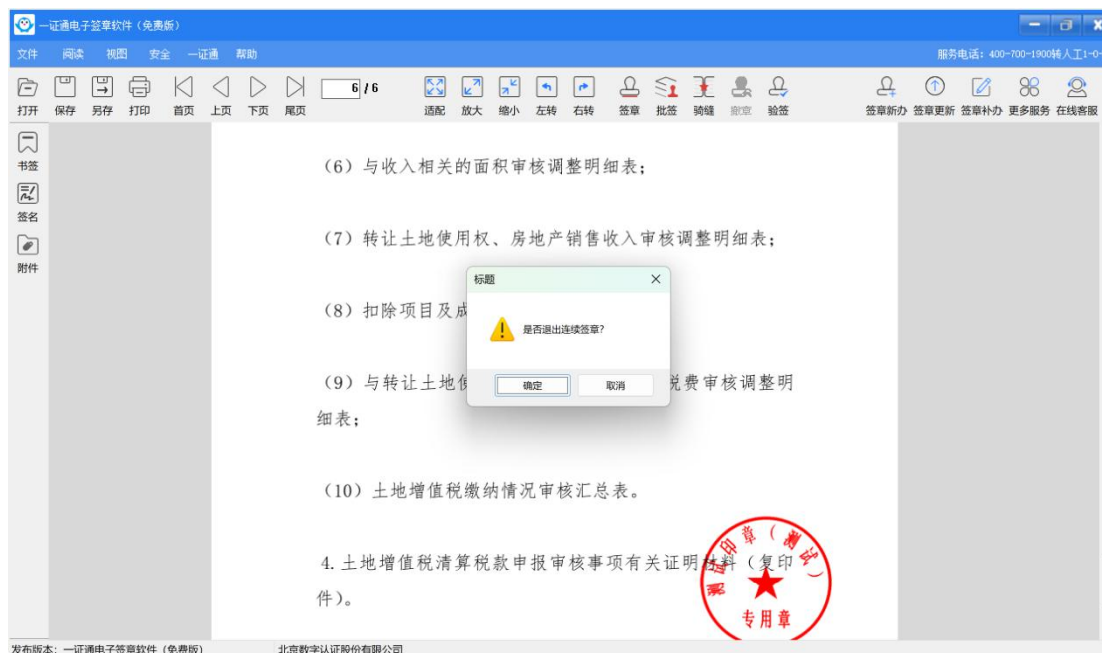 一证通电子签章软件（免费版）
文件 阅读 视图 安全 一证通 帮助 服务电话：400-700-1900转人工1-0-
打开 保存 另存 打印 首页 上页 下页 尾页 6 / 6 适配 放大 缩小 左转 右转 签章 批签 骑缝 撤章 验签 签章新办 签章更新 签章补办 更多服务 在线客服
书签
签名
附件
（6）与收入相关的面积审核调整明细表；
（7）转让土地使用权、房地产销售收入审核调整明细表；
标题
（8）扣除项目及成
是否退出连续签章?
（9）与转让土地使 税费审核调整明
确定 取消
细表；
（10）土地增值税缴纳情况审核汇总表。
测试印章（测试）
4.土地增值税清算税款申报审核事项有关证明材料（复印
件）。
专用章
发布版本：一证通电子签章软件（免费版） 北京数字认证股份有限公司